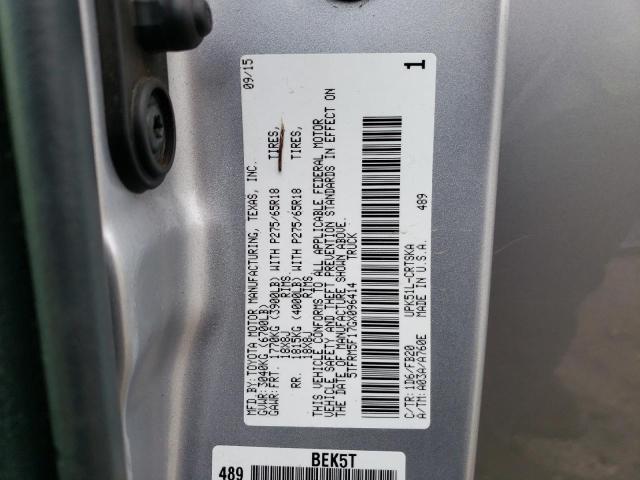 MFD.BY:TOYOTA MOTOR MANUFACTURING, TEXAS, INC. 09/15
GVWR:3040KG (6700LB)
GAWR:FRT. 1770KG (3900LB) WITH P275/65R18 TIRES,
18X8J RIMS.
RR. 1815KG (4000LB) WITH P275/65R18 TIRES,
18X8J RIMS.
THIS VEHICLE CONFORMS TO ALL APPLICABLE FEDERAL MOTOR
VEHICLE SAFETY AND THEFT PREVENTION STANDARDS IN EFFECT ON
THE DATE OF MANUFACTURE SHOWN ABOVE.
5TFRM5F17GX096414 TRUCK
C/TR:1D6/FB20 UPK51L-CRTSKA
A/TM:A03A/A760E MADE IN U.S.A. 489
1
BEK5T
489